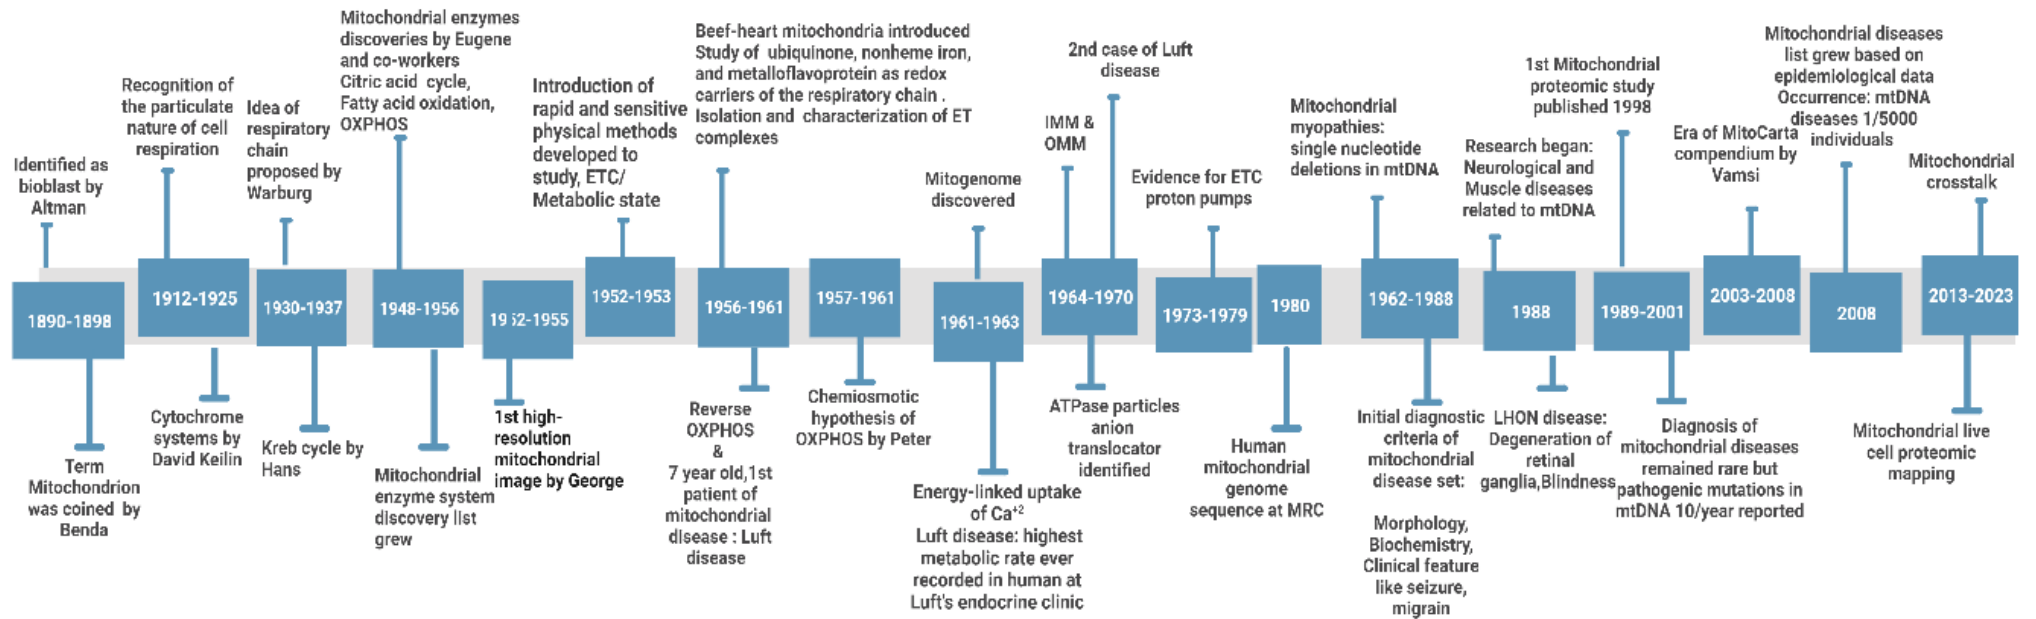 Identified as
bioblast by
Altman
1890-1898
Term
Mitochondrion
was coined by
Benda
Recognition of
the particulate
nature of cell
respiration
1912-1925
Cytochrome
systems by
David Keilin
Idea of
respiratory
chain
proposed by
Warburg
1930-1937
Kreb cycle by
Hans
Mitochondrial enzymes
discoveries by Eugene
and co-workers
Citric acid cycle,
Fatty acid oxidation,
OXPHOS
1948-1956
Mitochondrial
enzyme system
discovery list
grew
1952-1955
1st high-
resolution
mitochondrial
image by George
Introduction of
rapid and sensitive
physical methods
developed to
study, ETC/
Metabolic state
1952-1953
Beef-heart mitochondria introduced
Study of ubiquinone, nonheme iron,
and metalloflavoprotein as redox
carriers of the respiratory chain .
Isolation and characterization of ET
complexes
1956-1961
Reverse
OXPHOS
&
7 year old,1st
patient of
mitochondrial
disease : Luft
disease
1957-1961
Chemiosmotic
hypothesis of
OXPHOS by Peter
Mitogenome
discovered
1961-1963
Energy-linked uptake
of Ca+2
Luft disease: highest
metabolic rate ever
recorded in human at
Luft's endocrine clinic
IMM &
OMM
2nd case of Luft
disease
1964-1970
ATPase particles
anion
translocator
identified
Evidence for ETC
proton pumps
1973-1979
1980
Human
mitochondrial
genome
sequence at MRC
Mitochondrial
myopathies:
single nucleotide
deletions in mtDNA
1962-1988
Initial diagnostic
criteria of
mitochondrial
disease set:
Morphology,
Biochemistry,
Clinical feature
like seizure,
migrain
Research began:
Neurological and
Muscle diseases
related to mtDNA
1988
LHON disease:
Degeneration of
retinal
ganglia,Blindness
1st Mitochondrial
proteomic study
published 1998
1989-2001
Diagnosis of
mitochondrial diseases
remained rare but
pathogenic mutations in
mtDNA 10/year reported
Era of MitoCarta
compendium by
Vamsi
2003-2008
Mitochondrial diseases
list grew based on
epidemiological data
Occurrence: mtDNA
diseases 1/5000
individuals
2008
Mitochondrial
crosstalk
2013-2023
Mitochondrial live
cell proteomic
mapping